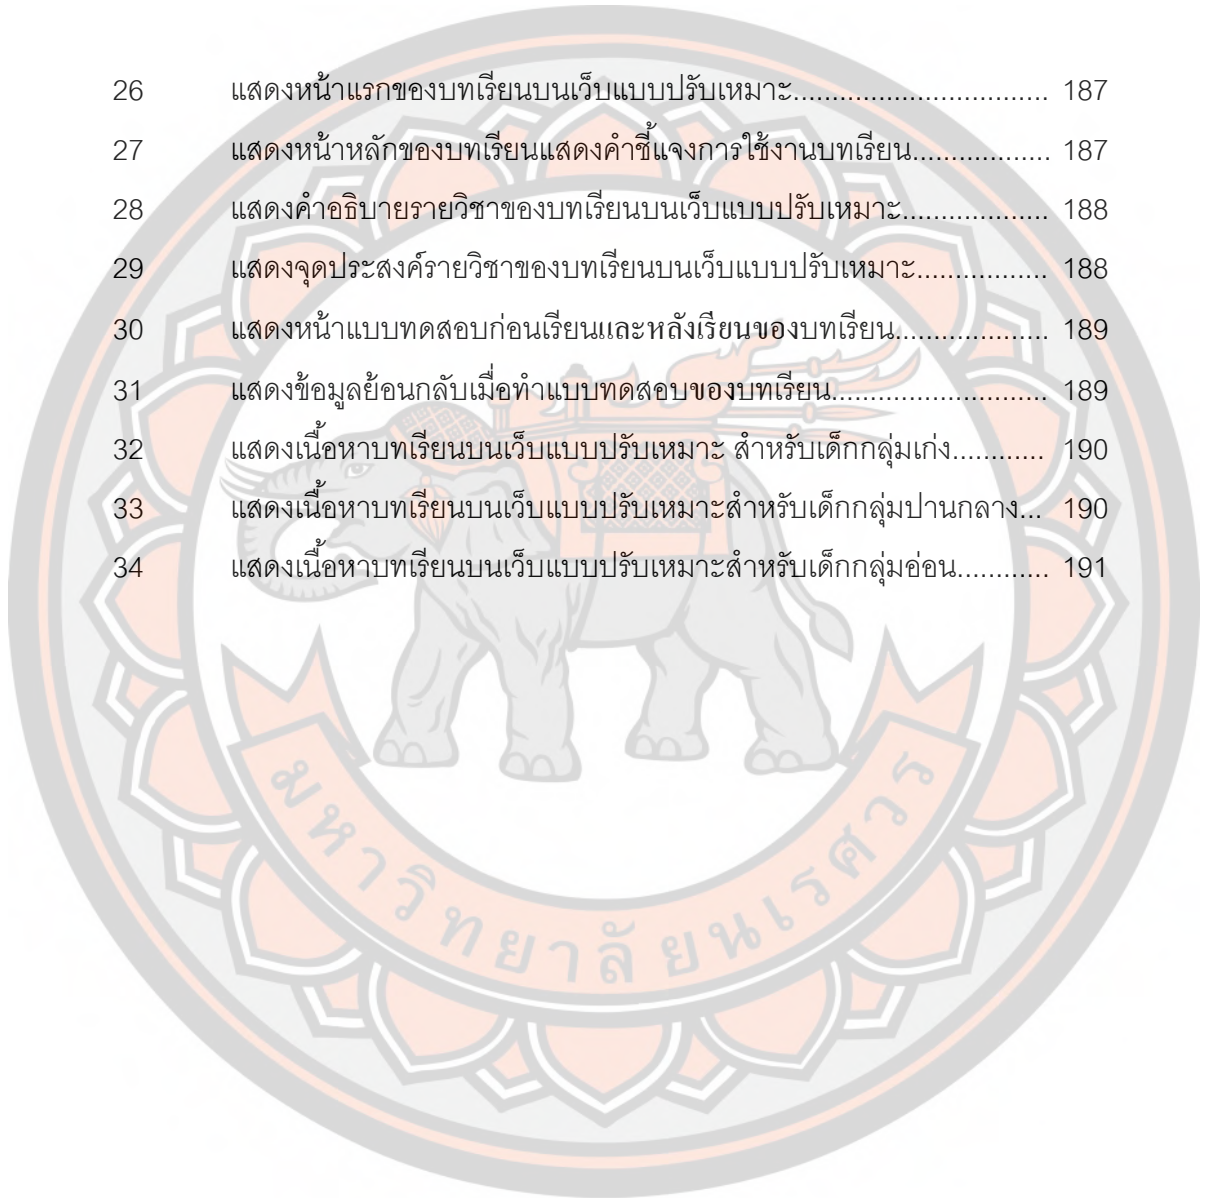 26 แสดงหน้าแรกของบทเรียนบนเว็บแบบปรับเหมาะ................................. 187
27 แสดงหน้าหลักของบทเรียนแสดงคำชี้แจงการใช้งานบทเรียน.................. 187
28 แสดงคำอธิบายรายวิชาของบทเรียนบนเว็บแบบปรับเหมาะ................... 188
29 แสดงจุดประสงค์รายวิชาของบทเรียนบนเว็บแบบปรับเหมาะ................. 188
30 แสดงหน้าแบบทดสอบก่อนเรียนและหลังเรียนของบทเรียน.................... 189
31 แสดงข้อมูลย้อนกลับเมื่อทำแบบทดสอบของบทเรียน............................ 189
32 แสดงเนื้อหาบทเรียนบนเว็บแบบปรับเหมาะ สำหรับเด็กกลุ่มเก่ง............ 190
33 แสดงเนื้อหาบทเรียนบนเว็บแบบปรับเหมาะสำหรับเด็กกลุ่มปานกลาง... 190
34 แสดงเนื้อหาบทเรียนบนเว็บแบบปรับเหมาะสำหรับเด็กกลุ่มอ่อน............ 191
มหาวิทยาลัยนเรศวร